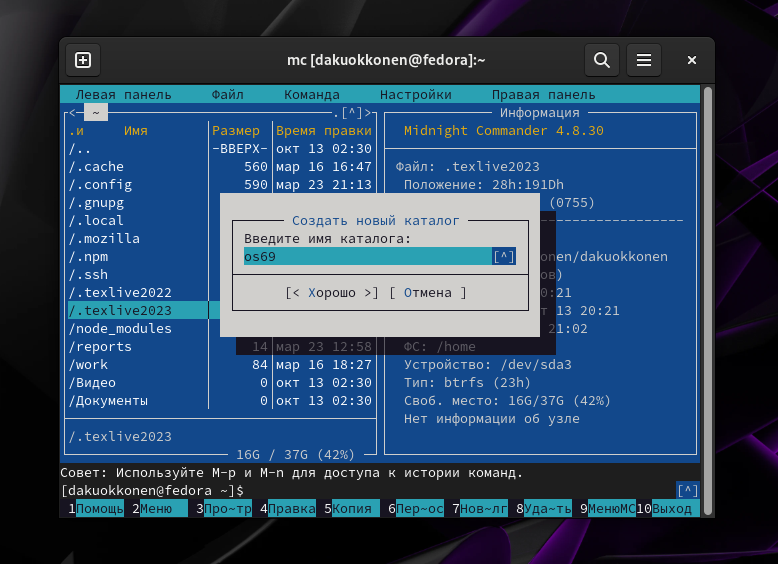 mc [dakuokkonen@fedora]:~
Левая панель Файл Команда Настройки Правая панель
<─ ~ .[^]>
.и Имя Размер Время правки
/.. -ВВЕРХ- окт 13 02:30
/.cache 560 мар 16 16:47
/.config 590 мар 23 21:13
/.gnupg
/.local
/.mozilla
/.npm
/.ssh
/.texlive2022
/.texlive2023
/node_modules
/reports 14 мар 23 12:58
/work 84 мар 16 18:27
/Видео 0 окт 13 02:30
/Документы 0 окт 13 02:30
/.texlive2023
16G / 37G (42%)
Информация
Midnight Commander 4.8.30
Файл: .texlive2023
Положение: 28h:191Dh
(0755)
onen/dakuokkonen
ов)
0:21
т 13 20:21
21:02
ФС: /home
Устройство: /dev/sda3
Тип: btrfs (23h)
Своб. место: 16G/37G (42%)
Нет информации об узле
Создать новый каталог
Введите имя каталога:
os69 [^]
[< Хорошо >] [ Отмена ]
Совет: Используйте M-p и M-n для доступа к истории команд.
[dakuokkonen@fedora ~]$ [^]
1Помощь 2Меню 3Про~тр 4Правка 5Копия 6Пер~ос 7Нов~лг 8Уда~ть 9МенюМС 10Выход